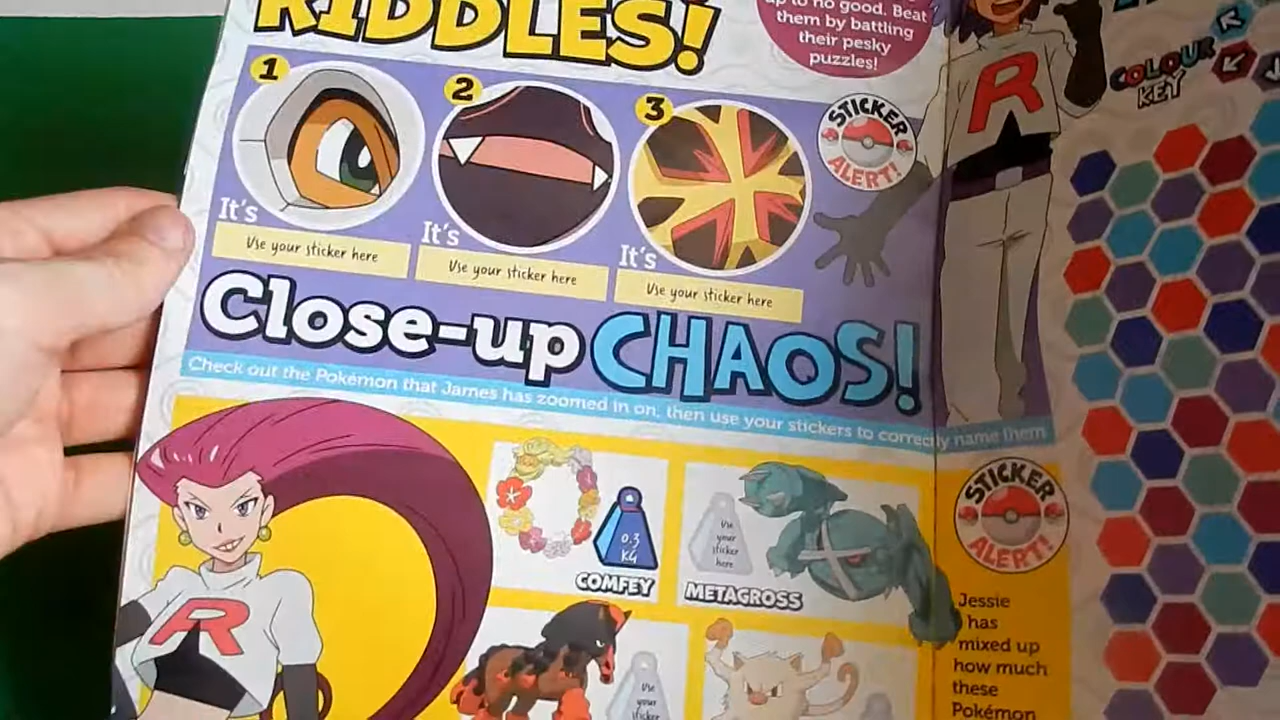 RIDDLES!
up to no good. Beat
them by battling
their pesky
puzzles!
R
COLOUR
KEY
1
2
3
STICKER
ALERT!
It's
Use your sticker here
It's
Use your sticker here
It's
Use your sticker here
Close-up CHAOS!
Check out the Pokémon that James has zoomed in on, then use your stickers to correctly name them
R
0.3
KG
COMFEY
Use
your
sticker
here
METAGROSS
STICKER
ALERT!
Use
your
sticker
Jessie
has
mixed up
how much
these
Pokémon